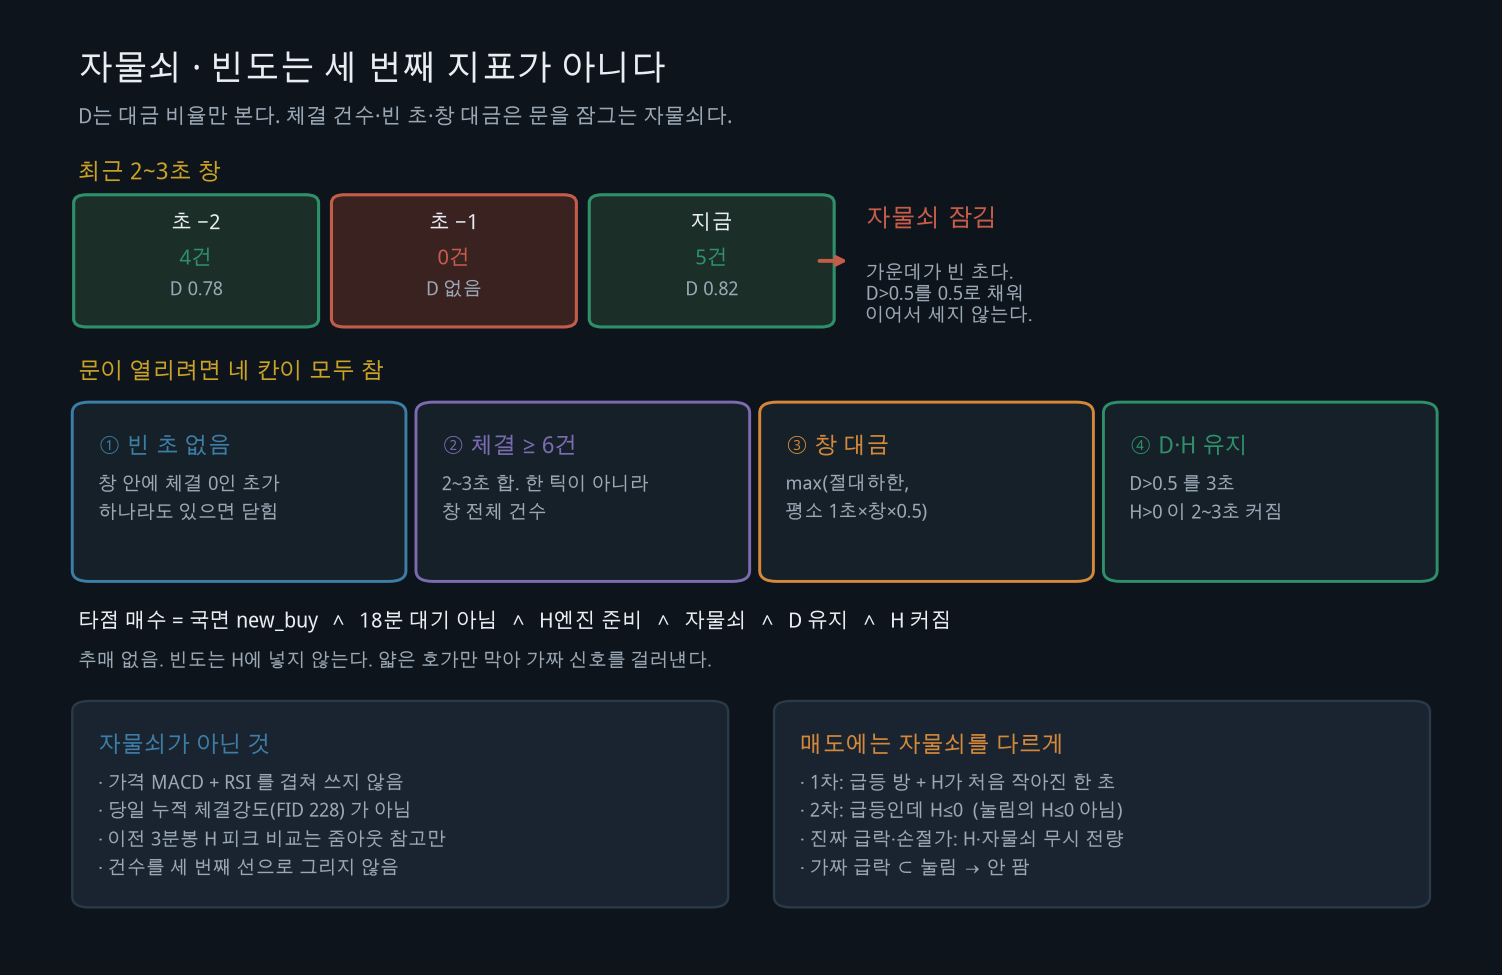 자물쇠 · 빈도는 세 번째 지표가 아니다
D는 대금 비율만 본다. 체결 건수·빈 초·창 대금은 문을 잠그는 자물쇠다.
최근 2~3초 창
초 −2
4건
D 0.78
초 −1
0건
D 없음
지금
5건
D 0.82
자물쇠 잠김
가운데가 빈 초다.
D>0.5를 0.5로 채워
이어서 세지 않는다.
문이 열리려면 네 칸이 모두 참
① 빈 초 없음
창 안에 체결 0인 초가
하나라도 있으면 닫힘
② 체결 ≥ 6건
2~3초 합. 한 틱이 아니라
창 전체 건수
③ 창 대금
max(절대하한,
평소 1초×창×0.5)
④ D·H 유지
D>0.5 를 3초
H>0 이 2~3초 커짐
타점 매수 = 국면 new_buy ∧ 18분 대기 아님 ∧ H엔진 준비 ∧ 자물쇠 ∧ D 유지 ∧ H 커짐
추매 없음. 빈도는 H에 넣지 않는다. 얇은 호가만 막아 가짜 신호를 걸러낸다.
자물쇠가 아닌 것
· 가격 MACD + RSI 를 겹쳐 쓰지 않음
· 당일 누적 체결강도(FID 228) 가 아님
· 이전 3분봉 H 피크 비교는 줌아웃 참고만
· 건수를 세 번째 선으로 그리지 않음
매도에는 자물쇠를 다르게
· 1차: 급등 방 + H가 처음 작아진 한 초
· 2차: 급등인데 H≤0 (눌림의 H≤0 아님)
· 진짜 급락·손절가: H·자물쇠 무시 전량
· 가짜 급락 ⊂ 눌림 → 안 팜